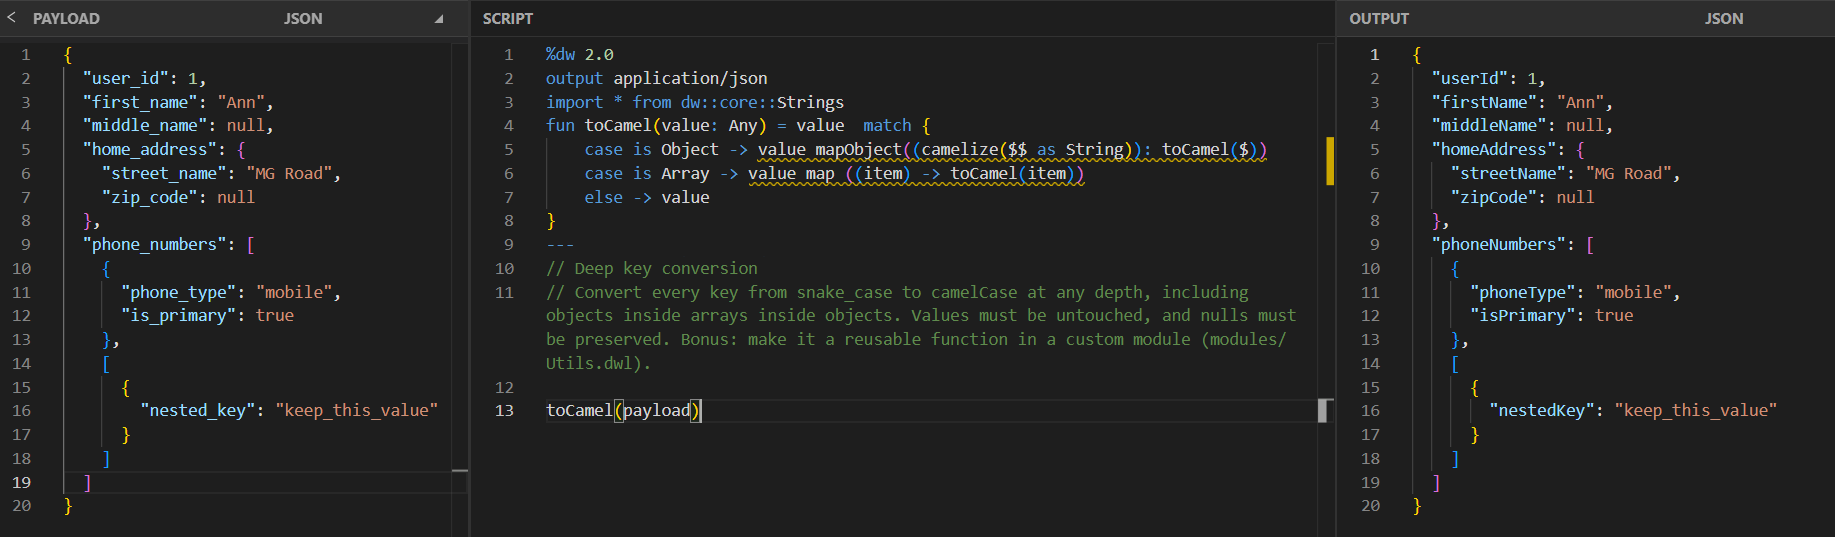 < PAYLOAD JSON
1 {
2 "user_id": 1,
3 "first_name": "Ann",
4 "middle_name": null,
5 "home_address": {
6 "street_name": "MG Road",
7 "zip_code": null
8 },
9 "phone_numbers": [
10 {
11 "phone_type": "mobile",
12 "is_primary": true
13 },
14 [
15 {
16 "nested_key": "keep_this_value"
17 }
18 ]
19 ]
20 }
SCRIPT
1 %dw 2.0
2 output application/json
3 import * from dw::core::Strings
4 fun toCamel(value: Any) = value  match {
5 case is Object -> value mapObject((camelize($$ as String)): toCamel($))
6 case is Array -> value map ((item) -> toCamel(item))
7 else -> value
8 }
9 ---
10 // Deep key conversion
11 // Convert every key from snake_case to camelCase at any depth, including
objects inside arrays inside objects. Values must be untouched, and nulls must
be preserved. Bonus: make it a reusable function in a custom module (modules/
Utils.dwl).
12
13 toCamel(payload)
OUTPUT JSON
1 {
2 "userId": 1,
3 "firstName": "Ann",
4 "middleName": null,
5 "homeAddress": {
6 "streetName": "MG Road",
7 "zipCode": null
8 },
9 "phoneNumbers": [
10 {
11 "phoneType": "mobile",
12 "isPrimary": true
13 },
14 [
15 {
16 "nestedKey": "keep_this_value"
17 }
18 ]
19 ]
20 }